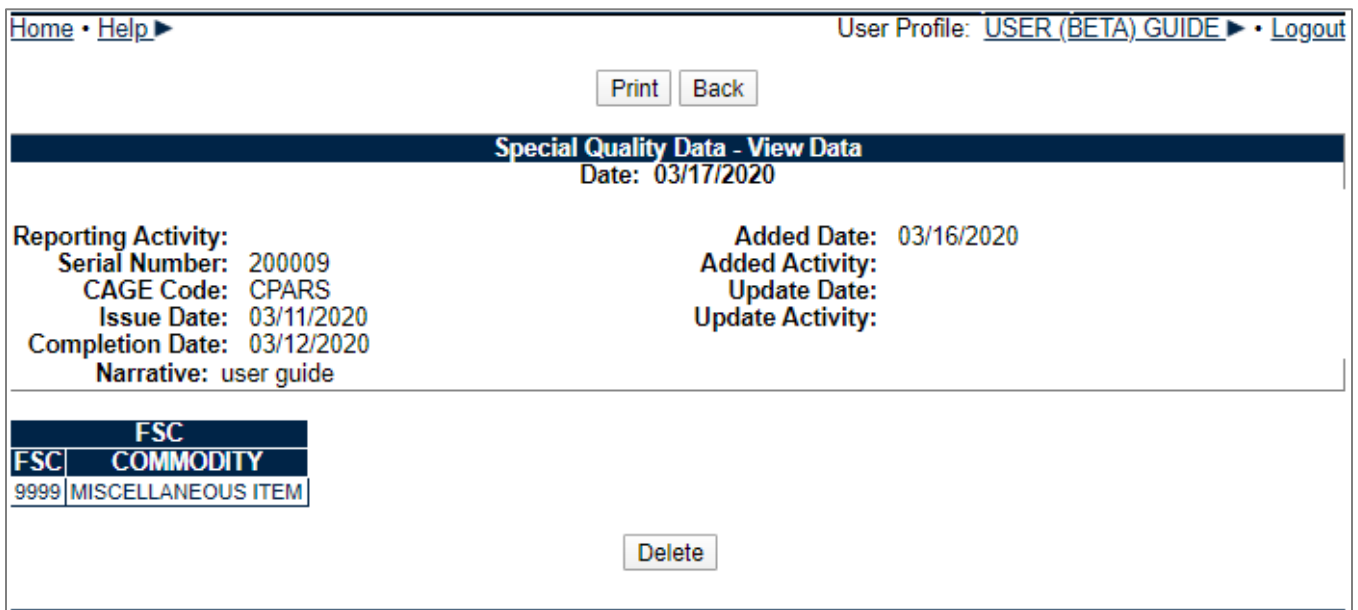 Home • Help► User Profile: USER (BETA) GUIDE► • Logout
Print Back
Special Quality Data - View Data
Date: 03/17/2020
Reporting Activity: Added Date: 03/16/2020
Serial Number: 200009 Added Activity:
CAGE Code: CPARS Update Date:
Issue Date: 03/11/2020 Update Activity:
Completion Date: 03/12/2020
Narrative: user guide
FSC
FSC COMMODITY
9999 MISCELLANEOUS ITEM
Delete